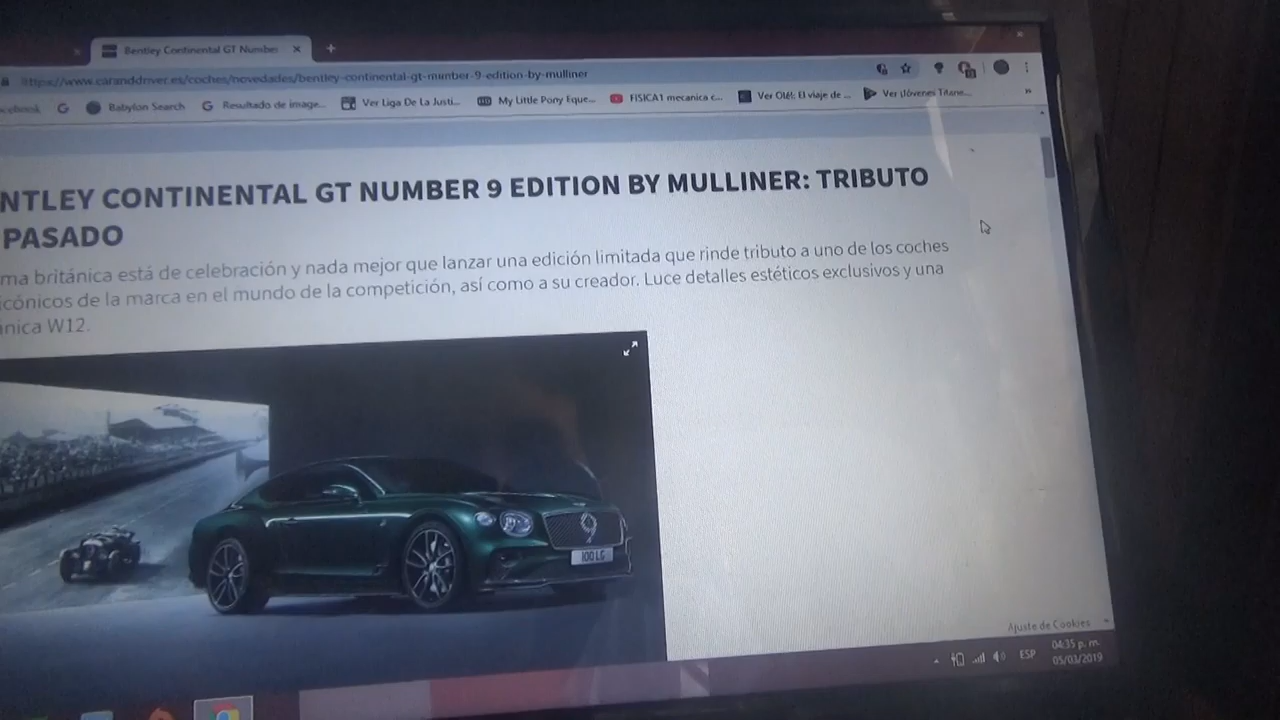 Bentley Continental GT Number
https://www.caranddriver.es/coches/novedades/bentley-continental-gt-number-9-edition-by-mulliner
cebook Babylon Search Resultado de image... Ver Liga De La Justi... My Little Pony Eque... FISICA1 mecanica c... Ver Olé!: El viaje de ... Ver Jóvenes Titane...
NTLEY CONTINENTAL GT NUMBER 9 EDITION BY MULLINER: TRIBUTO
PASADO
ma británica está de celebración y nada mejor que lanzar una edición limitada que rinde tributo a uno de los coches
icónicos de la marca en el mundo de la competición, así como a su creador. Luce detalles estéticos exclusivos y una
ánica W12.
9
100 LG
Ajuste de Cookies
ESP
04:35 p. m.
05/03/2019